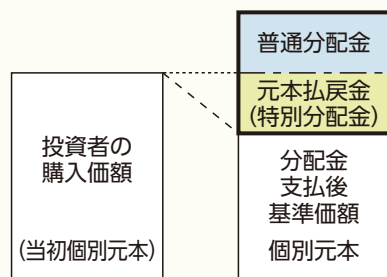 普通分配金
元本払戻金
(特別分配金)
投資者の
購入価額
(当初個別元本)
分配金
支払後
基準価額
個別元本